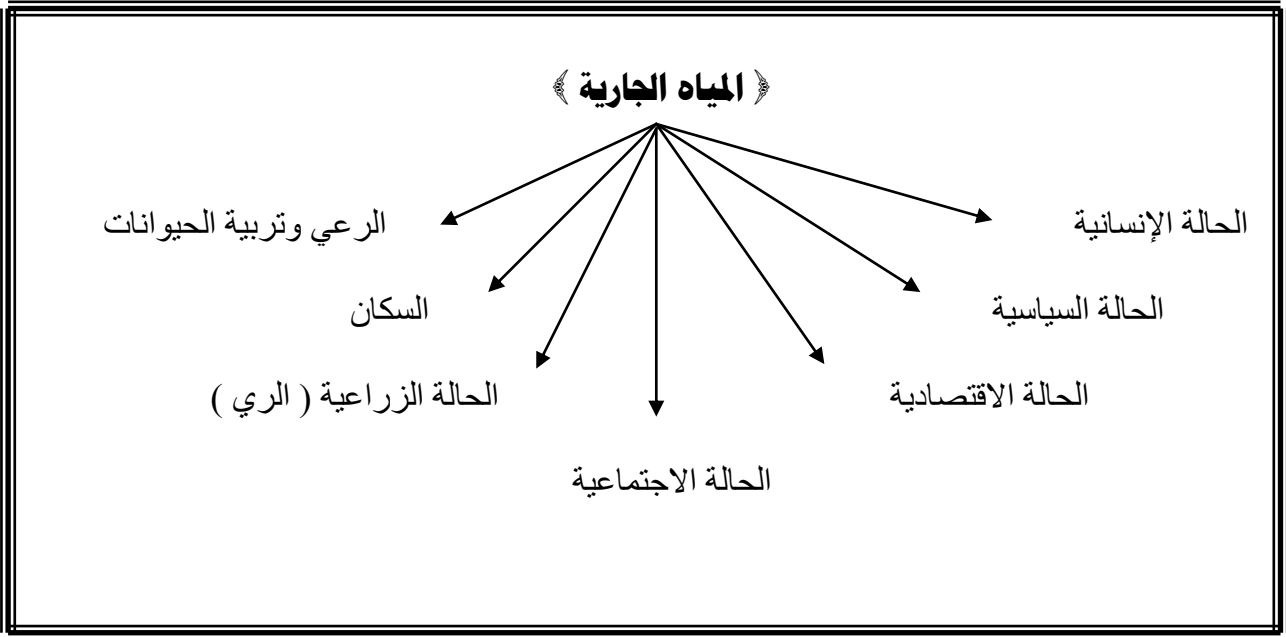 ﴿ المياه الجارية ﴾
الحالة الإنسانية
الرعي وتربية الحيوانات
الحالة السياسية
السكان
الحالة الاقتصادية
الحالة الزراعية ( الري )
الحالة الاجتماعية